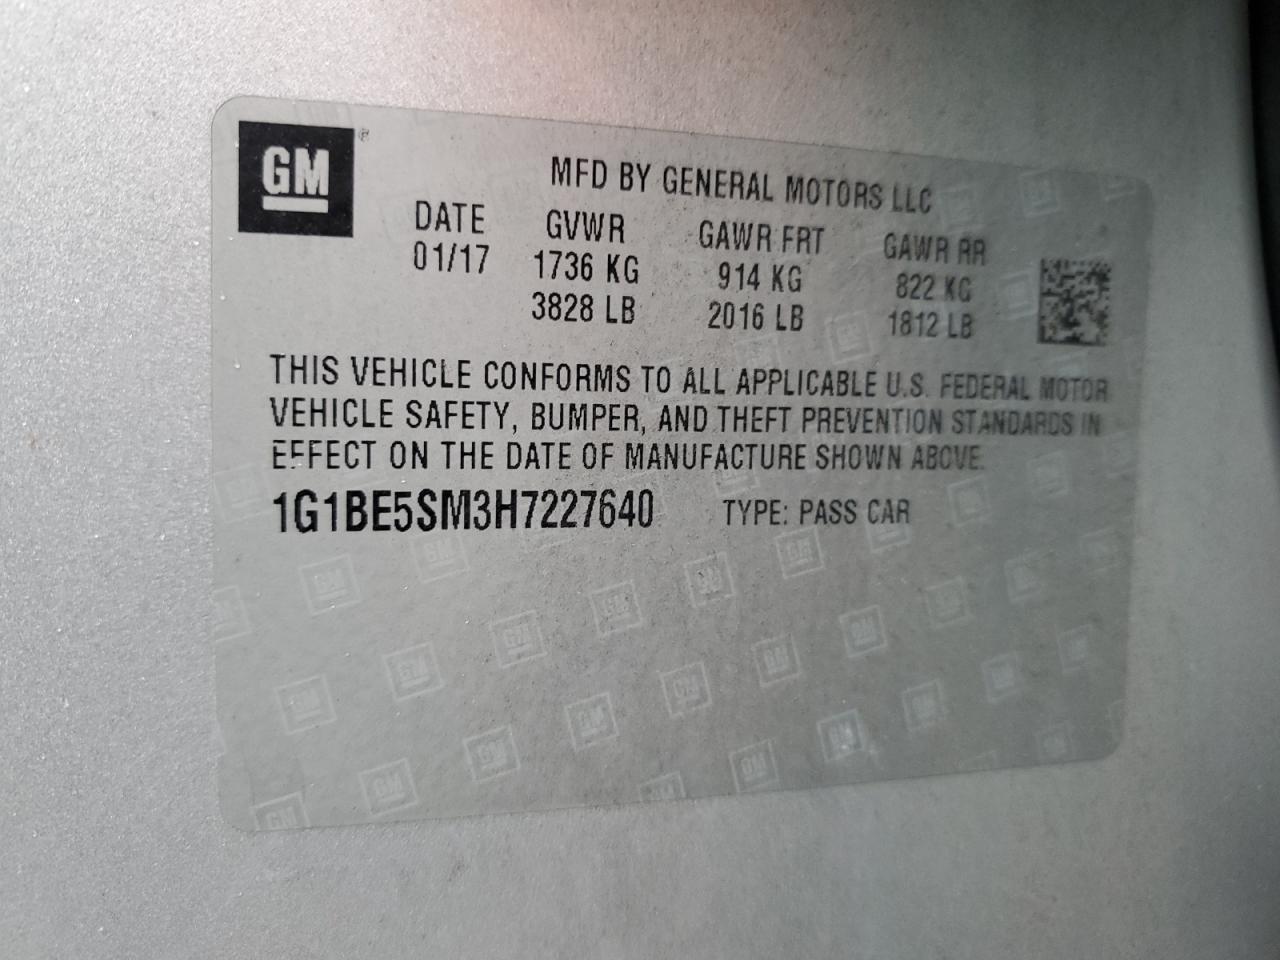 GM ®
MFD BY GENERAL MOTORS LLC
DATE GVWR GAWR FRT GAWR RR
01/17 1736 KG 914 KG 822 KG
3828 LB 2016 LB 1812 LB
THIS VEHICLE CONFORMS TO ALL APPLICABLE U.S. FEDERAL MOTOR
VEHICLE SAFETY, BUMPER, AND THEFT PREVENTION STANDARDS IN
EFFECT ON THE DATE OF MANUFACTURE SHOWN ABOVE.
1G1BE5SM3H7227640 TYPE: PASS CAR